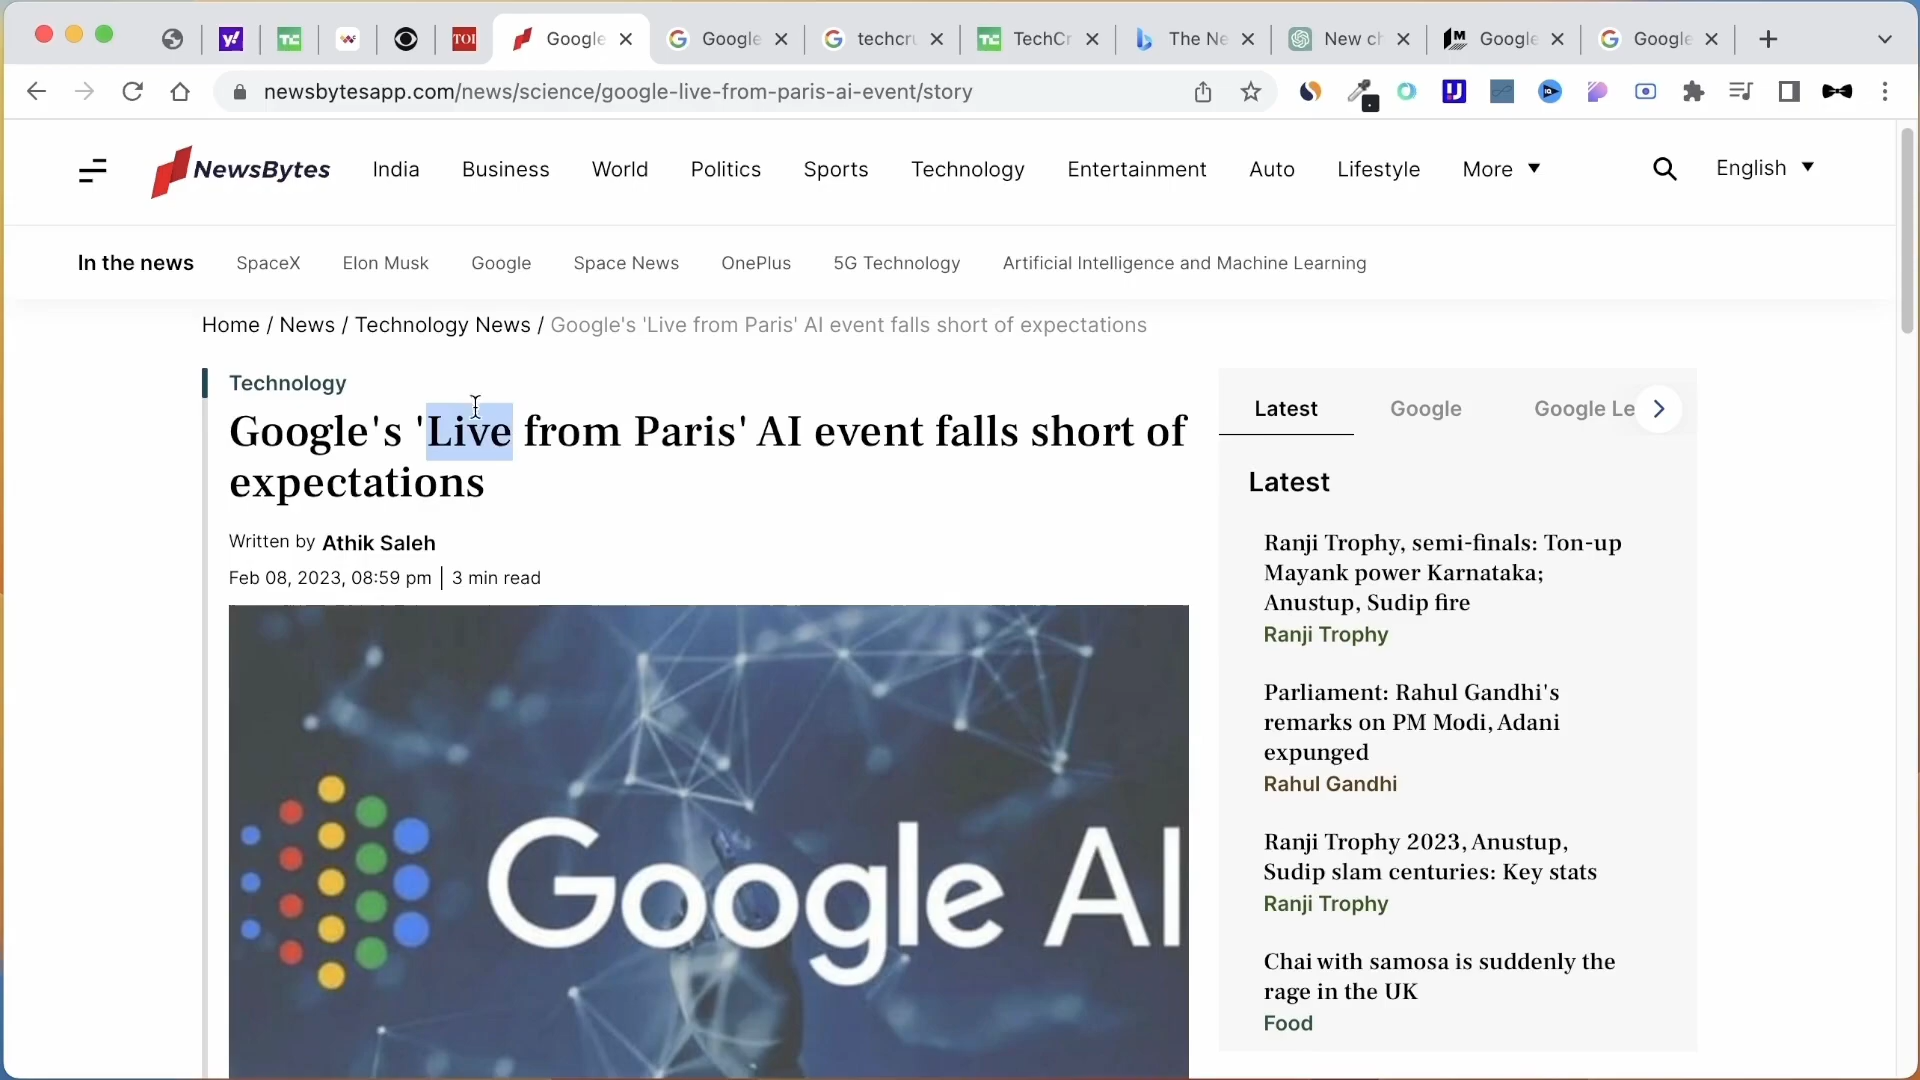 y!
TC
TOI
Google
Google
techcru
TechCr
The Ne
New ch
Google
Google
newsbytesapp.com/news/science/google-live-from-paris-ai-event/story
NewsBytes
India
Business
World
Politics
Sports
Technology
Entertainment
Auto
Lifestyle
More
English
In the news
SpaceX
Elon Musk
Google
Space News
OnePlus
5G Technology
Artificial Intelligence and Machine Learning
Home / News / Technology News / Google's 'Live from Paris' AI event falls short of expectations
Technology
Google's 'Live from Paris' AI event falls short of
expectations
Written by Athik Saleh
Feb 08, 2023, 08:59 pm | 3 min read
Google AI
Latest
Google
Google Le
Latest
Ranji Trophy, semi-finals: Ton-up
Mayank power Karnataka;
Anustup, Sudip fire
Ranji Trophy
Parliament: Rahul Gandhi's
remarks on PM Modi, Adani
expunged
Rahul Gandhi
Ranji Trophy 2023, Anustup,
Sudip slam centuries: Key stats
Ranji Trophy
Chai with samosa is suddenly the
rage in the UK
Food